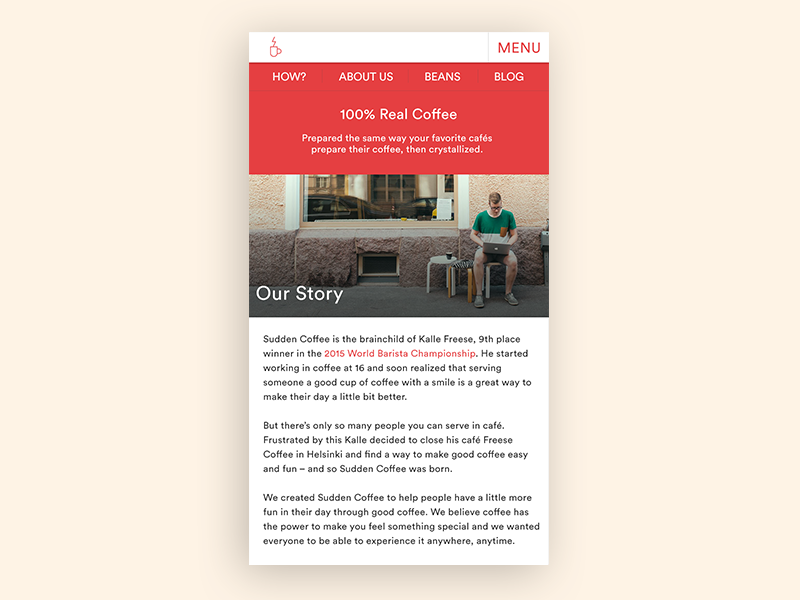 MENU
HOW? ABOUT US BEANS BLOG
100% Real Coffee
Prepared the same way your favorite cafés
prepare their coffee, then crystallized.
Our Story
Sudden Coffee is the brainchild of Kalle Freese, 9th place
winner in the 2015 World Barista Championship. He started
working in coffee at 16 and soon realized that serving
someone a good cup of coffee with a smile is a great way to
make their day a little bit better.
But there’s only so many people you can serve in café.
Frustrated by this Kalle decided to close his café Freese
Coffee in Helsinki and find a way to make good coffee easy
and fun – and so Sudden Coffee was born.
We created Sudden Coffee to help people have a little more
fun in their day through good coffee. We believe coffee has
the power to make you feel something special and we wanted
everyone to be able to experience it anywhere, anytime.